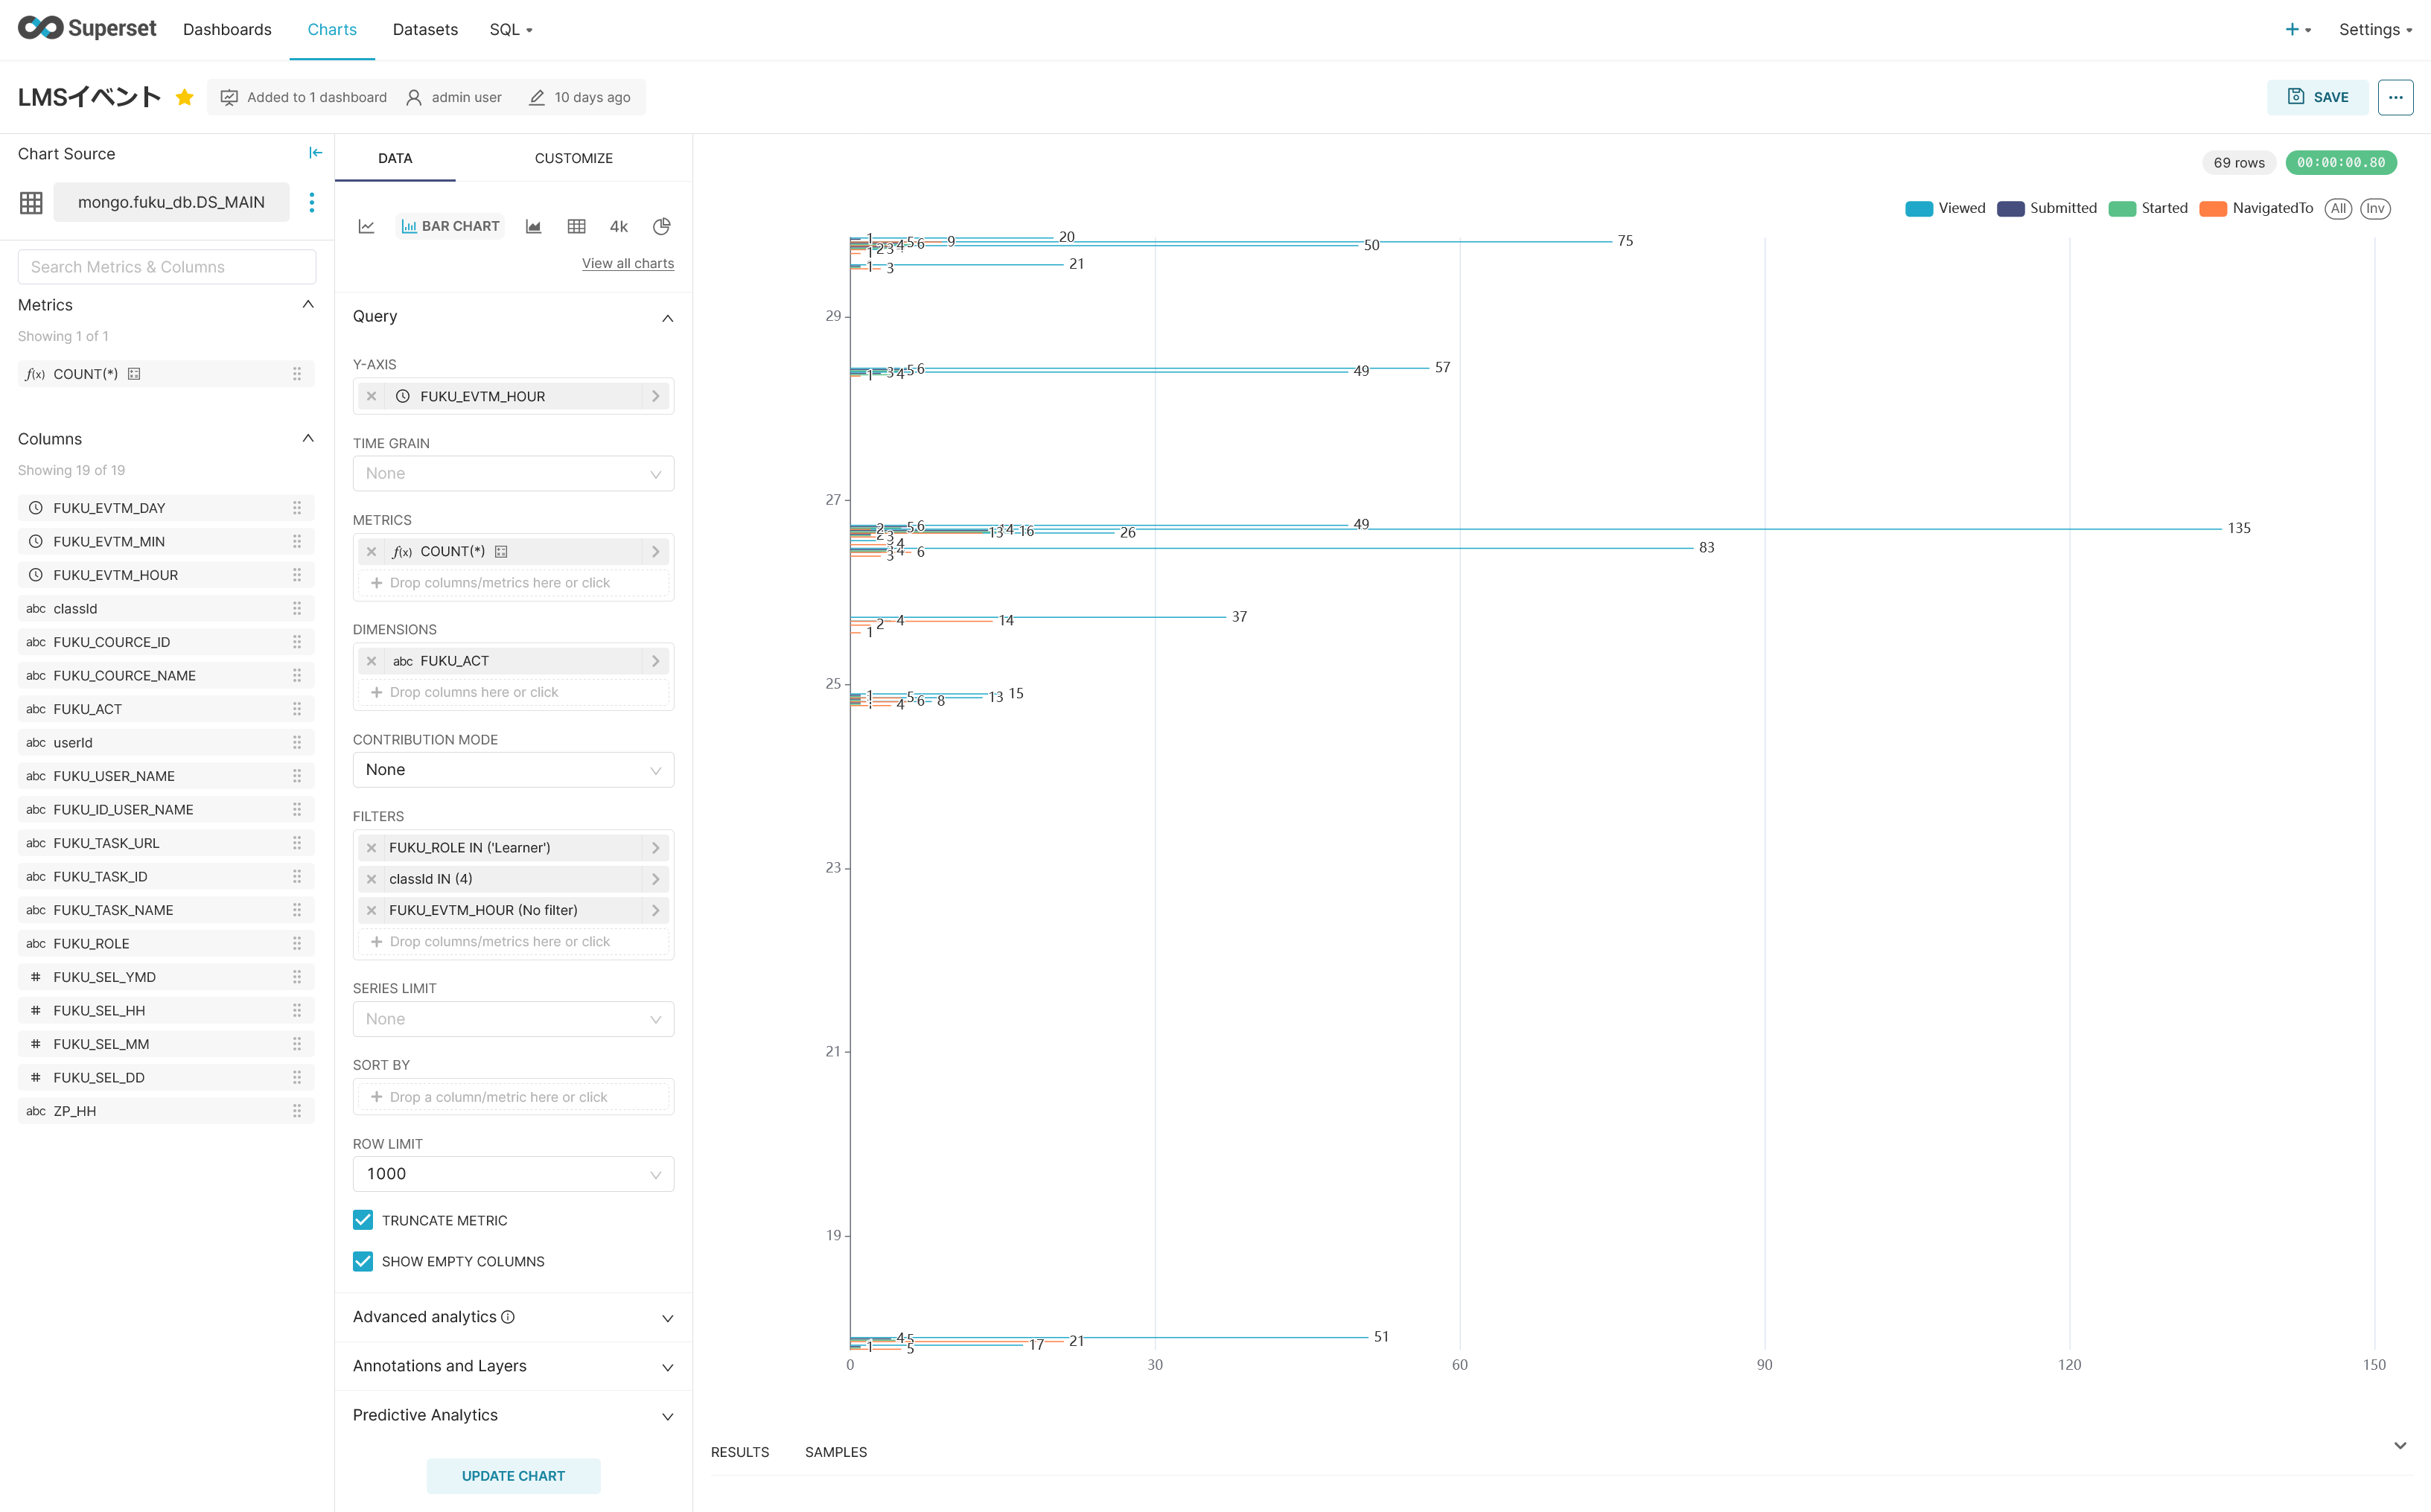 Superset Dashboards Charts Datasets SQL Settings
LMSイベント Added to 1 dashboard admin user 10 days ago SAVE
Chart Source
mongo.fuku_db.DS_MAIN
Search Metrics & Columns
Metrics
Showing 1 of 1
f(x) COUNT(*)
Columns
Showing 19 of 19
FUKU_EVTM_DAY
FUKU_EVTM_MIN
FUKU_EVTM_HOUR
abc classId
abc FUKU_COURCE_ID
abc FUKU_COURCE_NAME
abc FUKU_ACT
abc userId
abc FUKU_USER_NAME
abc FUKU_ID_USER_NAME
abc FUKU_TASK_URL
abc FUKU_TASK_ID
abc FUKU_TASK_NAME
abc FUKU_ROLE
# FUKU_SEL_YMD
# FUKU_SEL_HH
# FUKU_SEL_MM
# FUKU_SEL_DD
abc ZP_HH
DATA CUSTOMIZE
BAR CHART 4k
View all charts
Query
Y-AXIS
FUKU_EVTM_HOUR
TIME GRAIN
None
METRICS
f(x) COUNT(*)
Drop columns/metrics here or click
DIMENSIONS
abc FUKU_ACT
Drop columns here or click
CONTRIBUTION MODE
None
FILTERS
FUKU_ROLE IN ('Learner')
classId IN (4)
FUKU_EVTM_HOUR (No filter)
Drop columns/metrics here or click
SERIES LIMIT
None
SORT BY
Drop a column/metric here or click
ROW LIMIT
1000
TRUNCATE METRIC
SHOW EMPTY COLUMNS
Advanced analytics
Annotations and Layers
Predictive Analytics
UPDATE CHART
69 rows 00:00:00.80
Viewed Submitted Started NavigatedTo All Inv
20
75
1 5 6 9
50
2 3 4
1
21
1 3
29
57
3 5 6 49
1 4
27
49
2 5 6
135
14 16
13 26
2 3
4
83
4 6
3
37
4 14
2
1
25
15
1 5 13
6 8
4
23
21
19
51
4 5
21
17
1 5
0 30 60 90 120 150
RESULTS SAMPLES